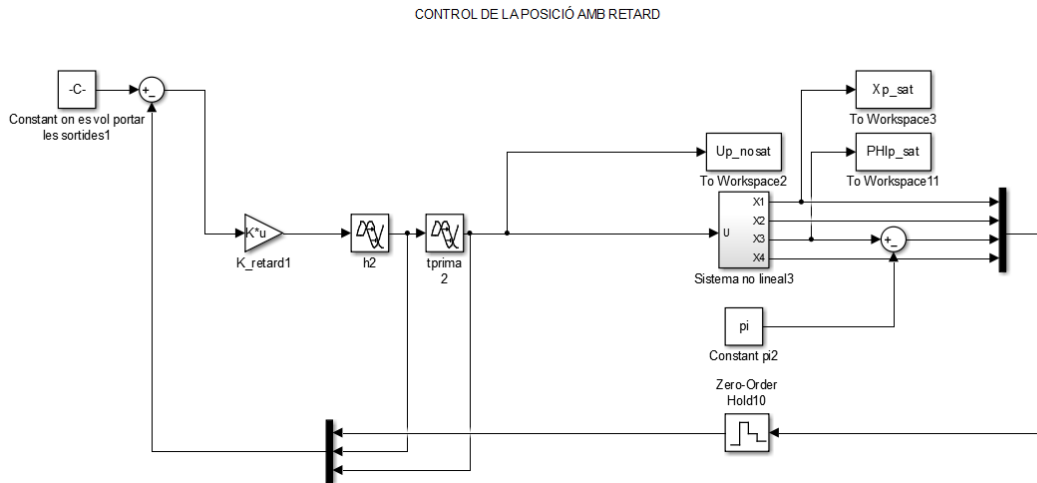 CONTROL DE LA POSICIÓ AMB RETARD
-C-
+
-
Constant on es vol portar
les sortides1
K*u
K_retard1
h2
tprima
2
Up_nosat
To Workspace2
Xp_sat
To Workspace3
PHIp_sat
To Workspace11
U
X1
X2
X3
X4
Sistema no lineal3
+
-
pi
Constant pi2
Zero-Order
Hold10